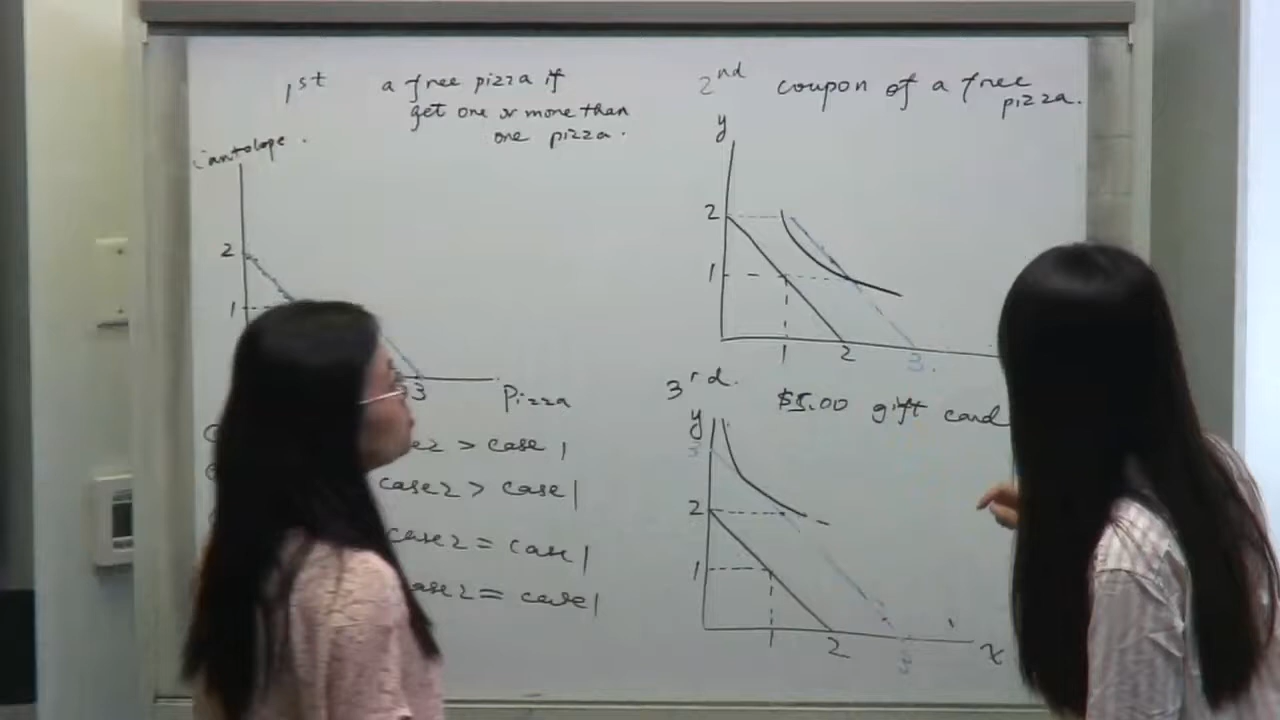 1st a free pizza if
get one or more than
one pizza.
Cantolope.
2
1
3
Pizza
> case 1
case2 > case 1
case2 = case 1
case2 = case 1
2nd coupon of a free
pizza.
y
2
1
1 2 3.
3rd. $5.00 gift card
y
3
2
1
1 2 3
x